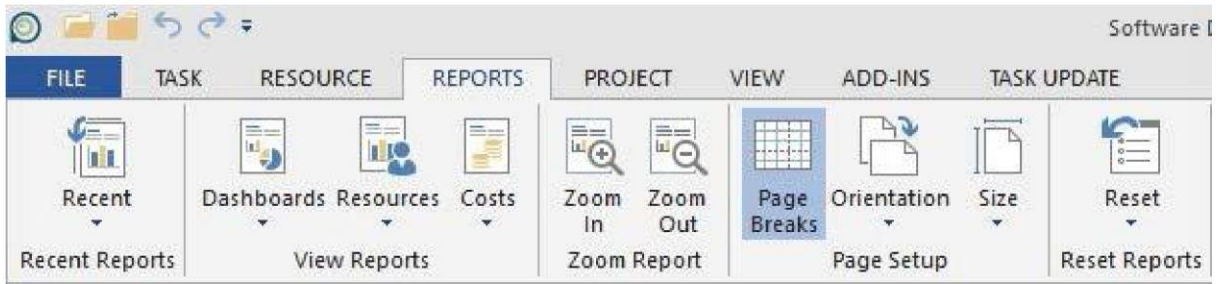 Software D
FILE TASK RESOURCE REPORTS PROJECT VIEW ADD-INS TASK UPDATE
Recent Dashboards Resources Costs Zoom In Zoom Out Page Breaks Orientation Size Reset
Recent Reports View Reports Zoom Report Page Setup Reset Reports